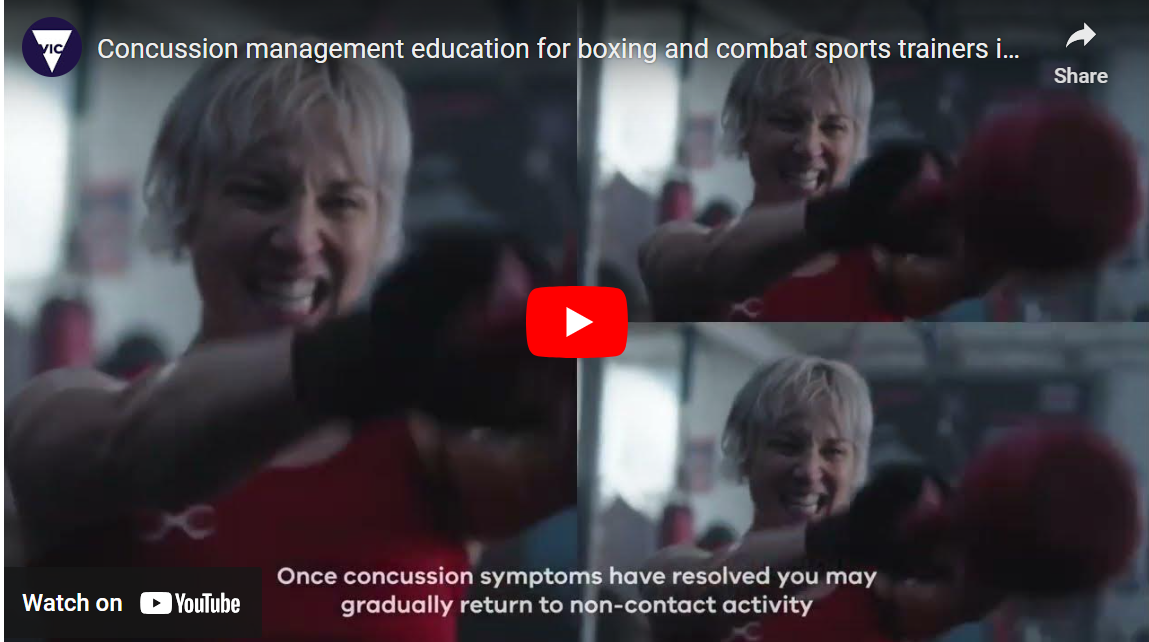 VIC
Concussion management education for boxing and combat sports trainers i...
Share
Once concussion symptoms have resolved you may
gradually return to non-contact activity
Watch on YouTube